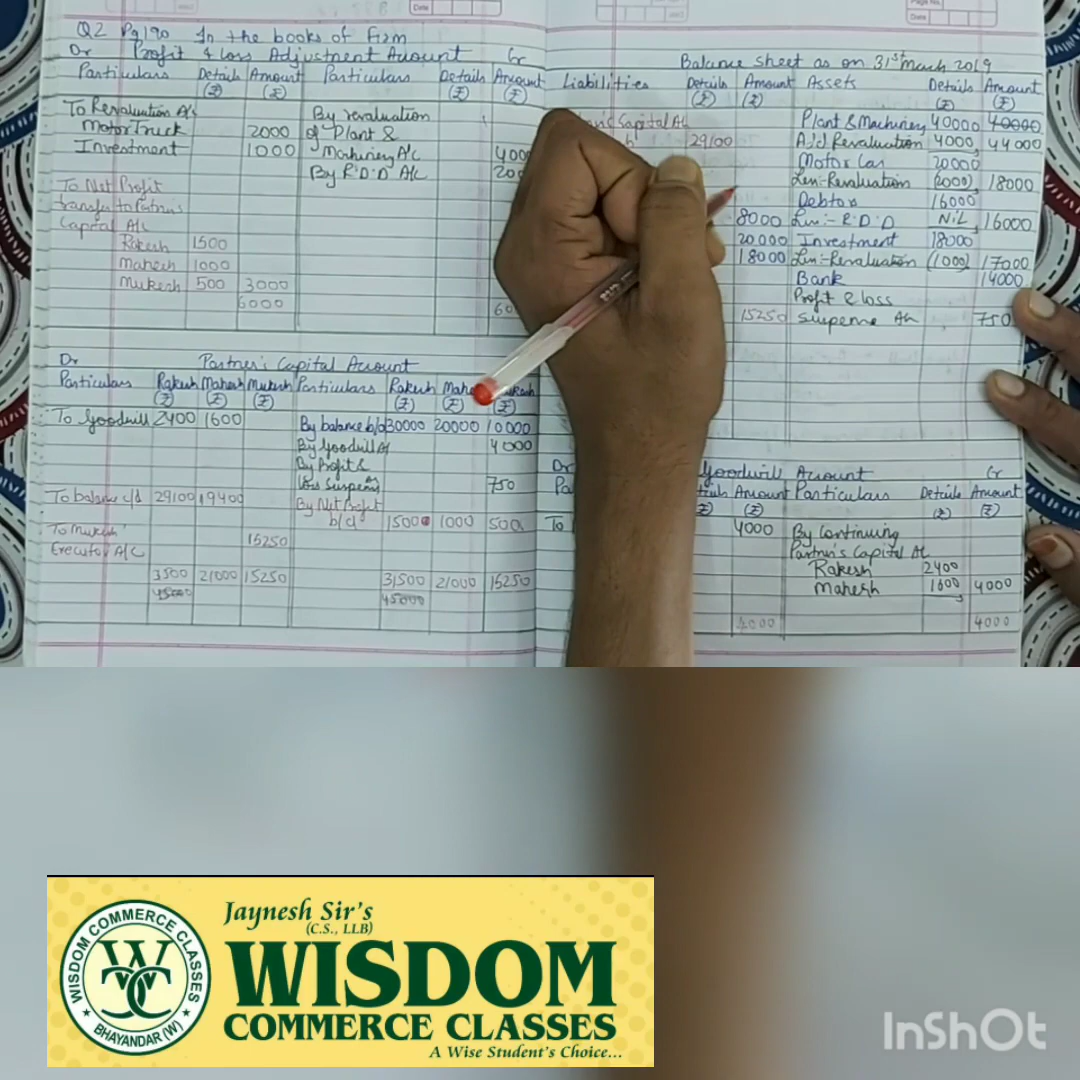 Q2 Pg 190 In the books of Firm
Dr Profit & Loss Adjustment Account Cr
Particulars Details (₹) Amount (₹) Particulars Details (₹) Amount (₹)
To Revaluation A/c By revaluation
Motor Truck 2000 of Plant &
Investment 1000 Machinery A/c 4000
By R.D.D A/c 20
To Net Profit
transfer to Partner's
Capital A/c
Rakesh 1500
Mahesh 1000
Mukesh 500 3000
6000 60
Dr Partner's Capital Account
Particulars Rakesh (₹) Mahesh (₹) Mukesh (₹) Particulars Rakesh (₹) Mahe (₹) (₹)
To Goodwill 2400 1600 By balance b/d 30000 20000 10000
By Goodwill A/c 4000
By Profit &
loss Suspense A/c 750
To balance c/d 29100 19400 By Net Profit
b/d 1500 1000 500
To Mukesh'
Executor A/c 15250
3500 21000 15250 31500 21000 15250
45000 45000
Balance Sheet as on 31st March 2019
Liabilities Details (₹) Amount (₹) Assets Details (₹) Amount (₹)
Capital A/c Plant & Machinery 40000 40000
29100 Add Revaluation 4000 44000
Motor Car 20000
Less:- Revaluation (2000) 18000
Debtors 16000
8000 Less:- R.D.D NIL 16000
20000 Investment 18000
18000 Less:- Revaluation (1000) 17000
Bank 14000
Profit & loss
15250 Suspense A/c 750
Dr Goodwill Account Cr
Amount (₹) Particulars Details (₹) Amount (₹)
To 4000 By Continuing
Partner's Capital A/c
Rakesh 2400
Mahesh 1600 4000
4000 4000
WISDOM COMMERCE CLASSES
WCC
BHAYANDAR (W)
Jaynesh Sir's
(C.S., LLB)
WISDOM
COMMERCE CLASSES
A Wise Student's Choice...
InShOt